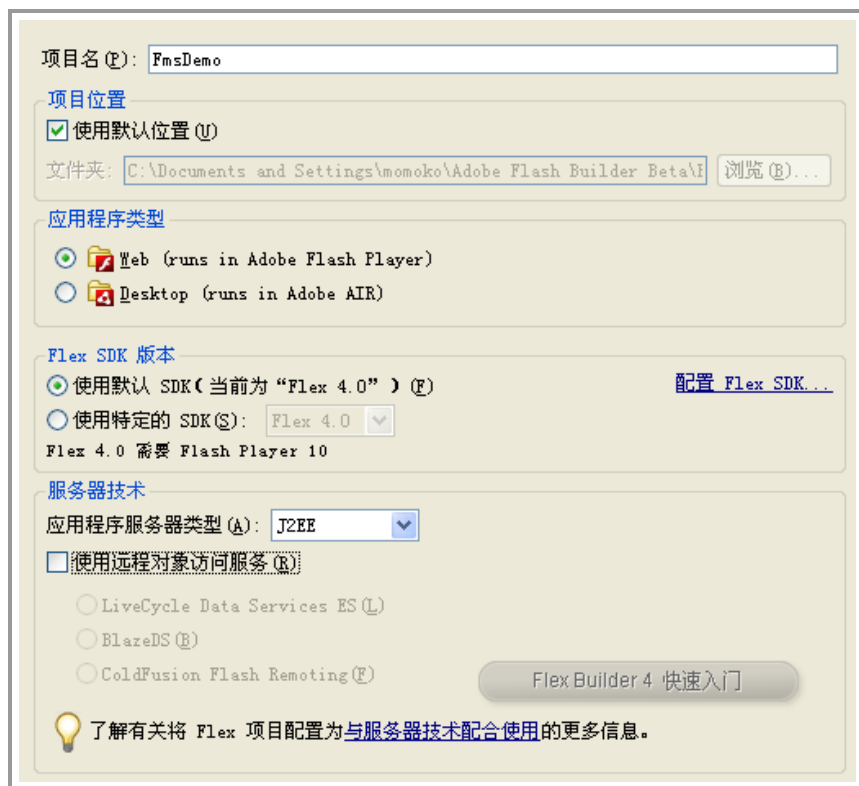 项目名(P): FmsDemo
项目位置
使用默认位置(U)
文件夹: C:\Documents and Settings\momoko\Adobe Flash Builder Beta\ 浏览(B)...
应用程序类型
Web (runs in Adobe Flash Player)
Desktop (runs in Adobe AIR)
Flex SDK 版本
使用默认 SDK(当前为“Flex 4.0”)(F) 配置 Flex SDK...
使用特定的 SDK(S): Flex 4.0
Flex 4.0 需要 Flash Player 10
服务器技术
应用程序服务器类型(A): J2EE
使用远程对象访问服务(R)
LiveCycle Data Services ES(L)
BlazeDS(B)
ColdFusion Flash Remoting(F)
Flex Builder 4 快速入门
了解有关将 Flex 项目配置为与服务器技术配合使用的更多信息。